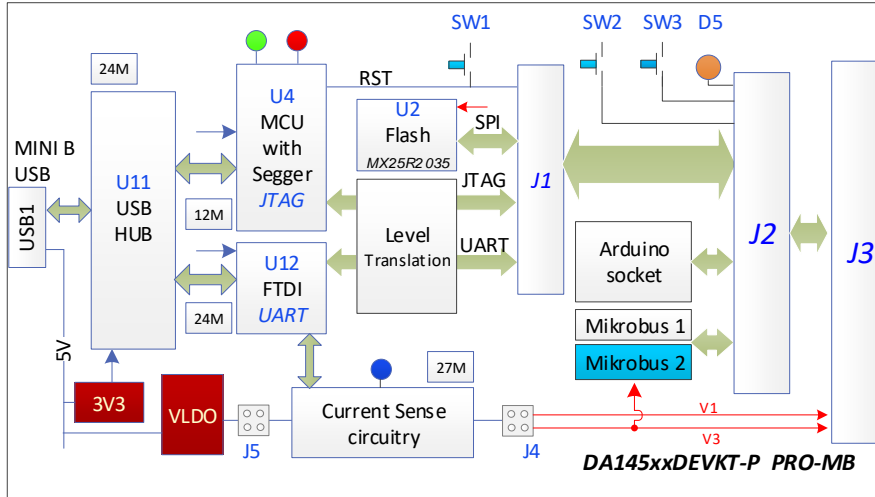 SW1
SW2
SW3
D5
24M
U4
MCU
with
Segger
JTAG
RST
U2
Flash
MX25R2035
SPI
MINI B
USB
USB1
U11
USB
HUB
12M
JTAG
J1
Level
Translation
UART
J2
J3
Arduino
socket
U12
FTDI
UART
24M
Mikrobus 1
Mikrobus 2
5V
27M
3V3
VLDO
J5
Current Sense
circuitry
J4
V1
V3
DA145xxDEVKT-P PRO-MB